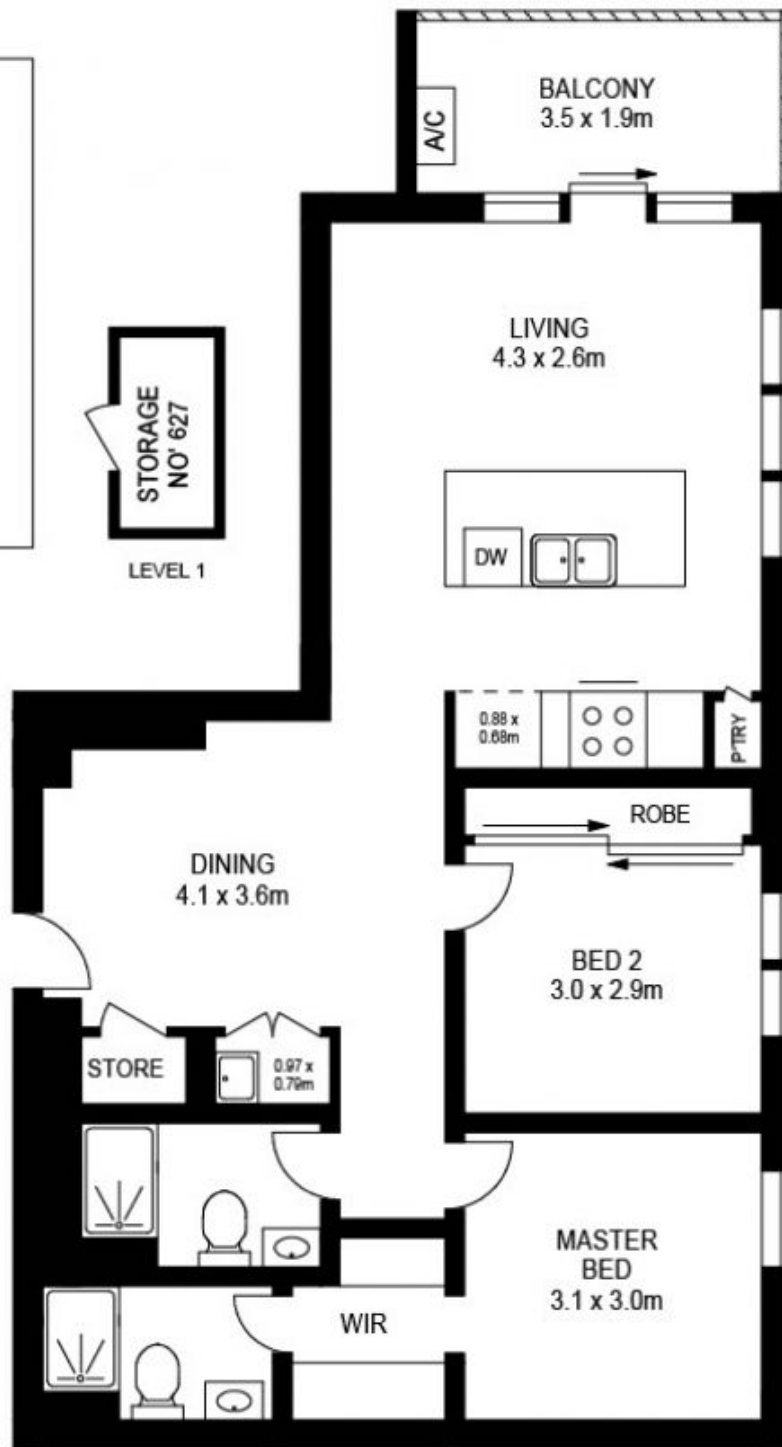 BALCONY
3.5 x 1.9m
A/C
LIVING
4.3 x 2.6m
STORAGE
NO' 627
LEVEL 1
DW
0.88 x
0.68m
P'TRY
ROBE
DINING
4.1 x 3.6m
BED 2
3.0 x 2.9m
STORE
0.97 x
0.79m
MASTER
BED
3.1 x 3.0m
WIR